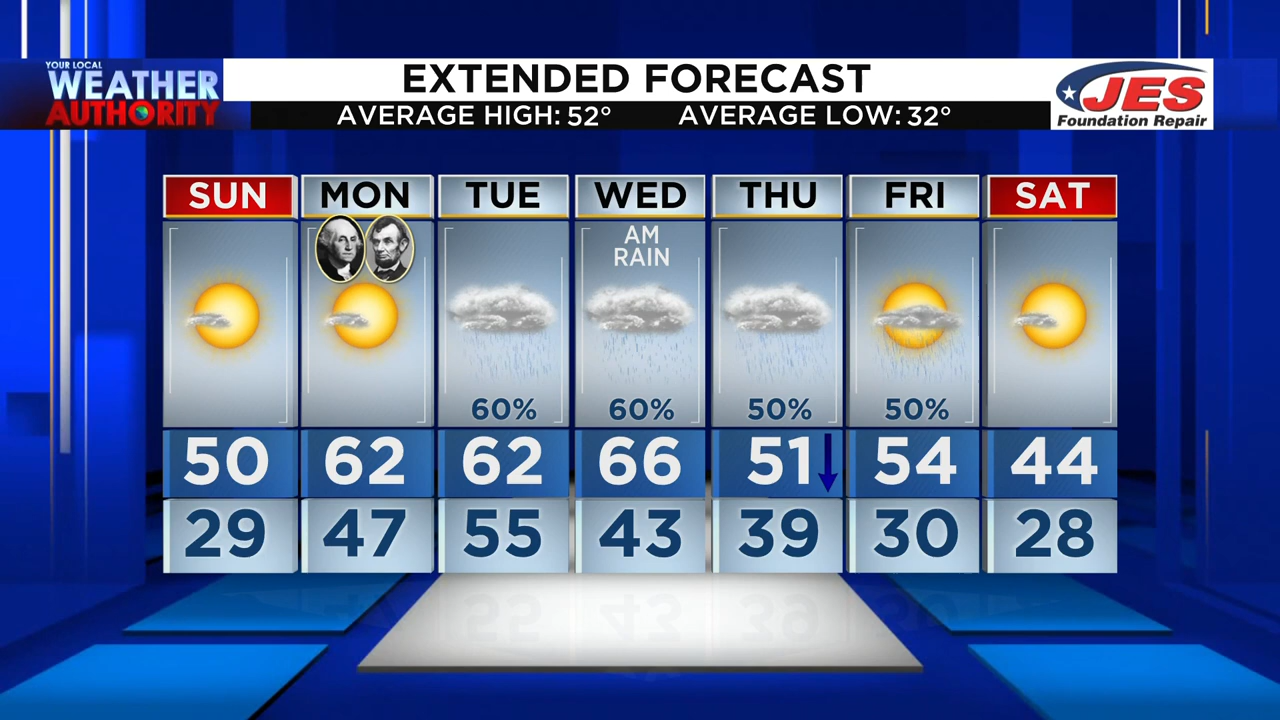 YOUR LOCAL
WEATHER
AUTHORITY
EXTENDED FORECAST
AVERAGE HIGH: 52° AVERAGE LOW: 32°
JES
Foundation Repair
SUN MON TUE WED THU FRI SAT
AM
RAIN
60% 60% 50% 50%
50 62 62 66 51 54 44
29 47 55 43 39 30 28